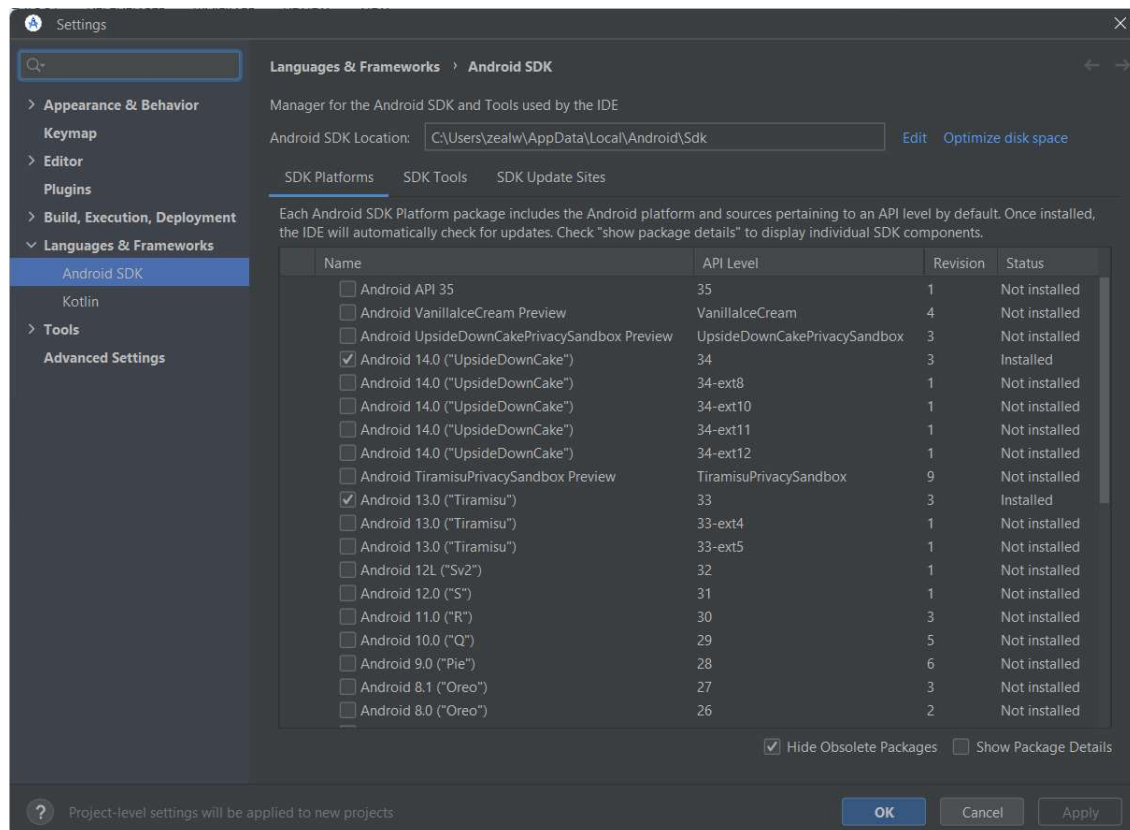 Settings
Appearance & Behavior
Keymap
Editor
Plugins
Build, Execution, Deployment
Languages & Frameworks
Android SDK
Kotlin
Tools
Advanced Settings
Languages & Frameworks › Android SDK
Manager for the Android SDK and Tools used by the IDE
Android SDK Location: C:\Users\zealw\AppData\Local\Android\Sdk Edit Optimize disk space
SDK Platforms SDK Tools SDK Update Sites
Each Android SDK Platform package includes the Android platform and sources pertaining to an API level by default. Once installed,
the IDE will automatically check for updates. Check "show package details" to display individual SDK components.
Name API Level Revision Status
Android API 35 35 1 Not installed
Android VanillaIceCream Preview VanillaIceCream 4 Not installed
Android UpsideDownCakePrivacySandbox Preview UpsideDownCakePrivacySandbox 3 Not installed
Android 14.0 ("UpsideDownCake") 34 3 Installed
Android 14.0 ("UpsideDownCake") 34-ext8 1 Not installed
Android 14.0 ("UpsideDownCake") 34-ext10 1 Not installed
Android 14.0 ("UpsideDownCake") 34-ext11 1 Not installed
Android 14.0 ("UpsideDownCake") 34-ext12 1 Not installed
Android TiramisuPrivacySandbox Preview TiramisuPrivacySandbox 9 Not installed
Android 13.0 ("Tiramisu") 33 3 Installed
Android 13.0 ("Tiramisu") 33-ext4 1 Not installed
Android 13.0 ("Tiramisu") 33-ext5 1 Not installed
Android 12L ("Sv2") 32 1 Not installed
Android 12.0 ("S") 31 1 Not installed
Android 11.0 ("R") 30 3 Not installed
Android 10.0 ("Q") 29 5 Not installed
Android 9.0 ("Pie") 28 6 Not installed
Android 8.1 ("Oreo") 27 3 Not installed
Android 8.0 ("Oreo") 26 2 Not installed
Hide Obsolete Packages Show Package Details
? Project-level settings will be applied to new projects
OK Cancel Apply